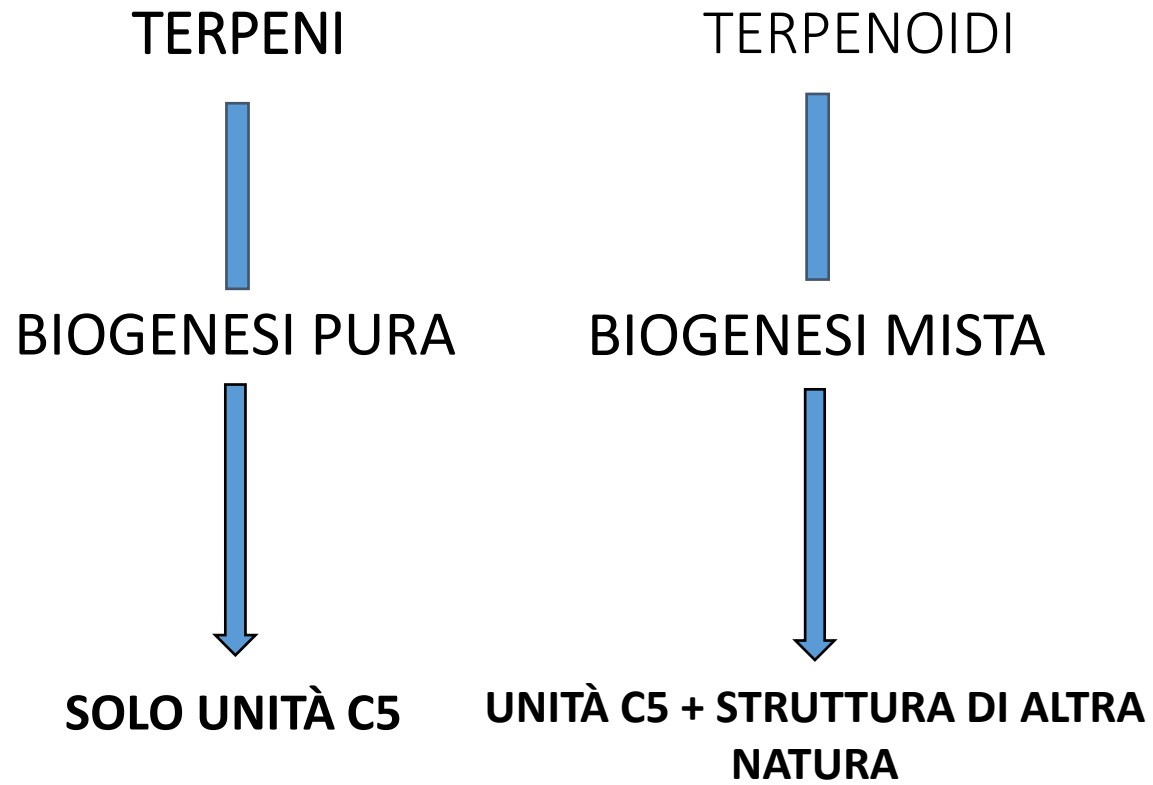 TERPENI
TERPENOIDI
BIOGENESI PURA
BIOGENESI MISTA
SOLO UNITÀ C5
UNITÀ C5 + STRUTTURA DI ALTRA
NATURA